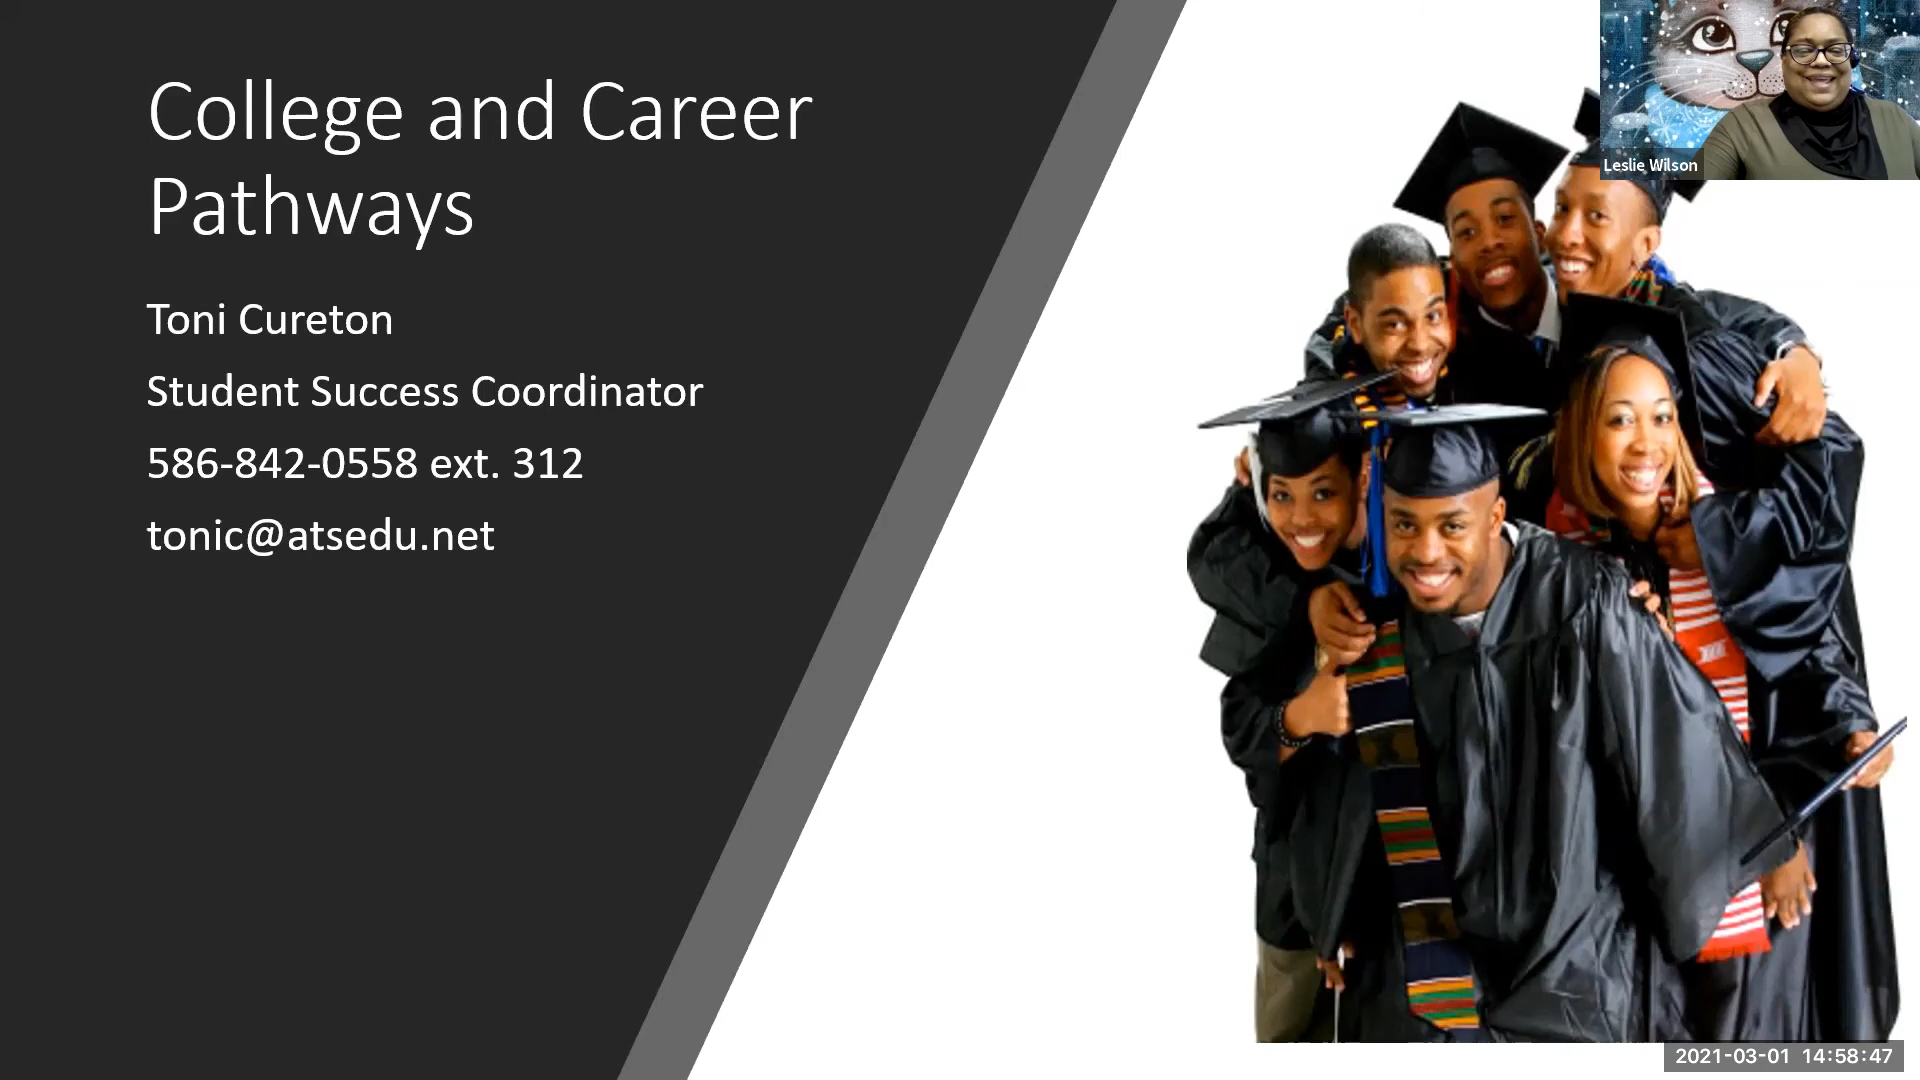 College and Career
Pathways
Toni Cureton
Student Success Coordinator
586-842-0558 ext. 312
tonic@atsedu.net
Leslie Wilson
2021-03-01 14:58:47